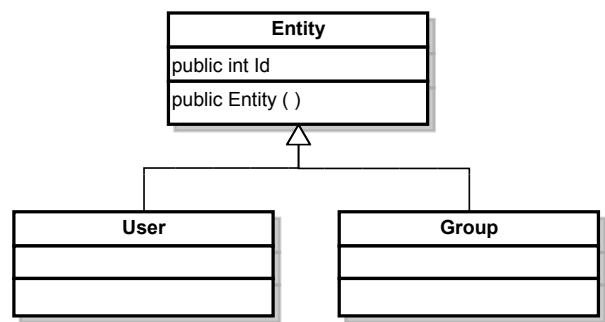 Entity
public int Id
public Entity ( )
User
Group